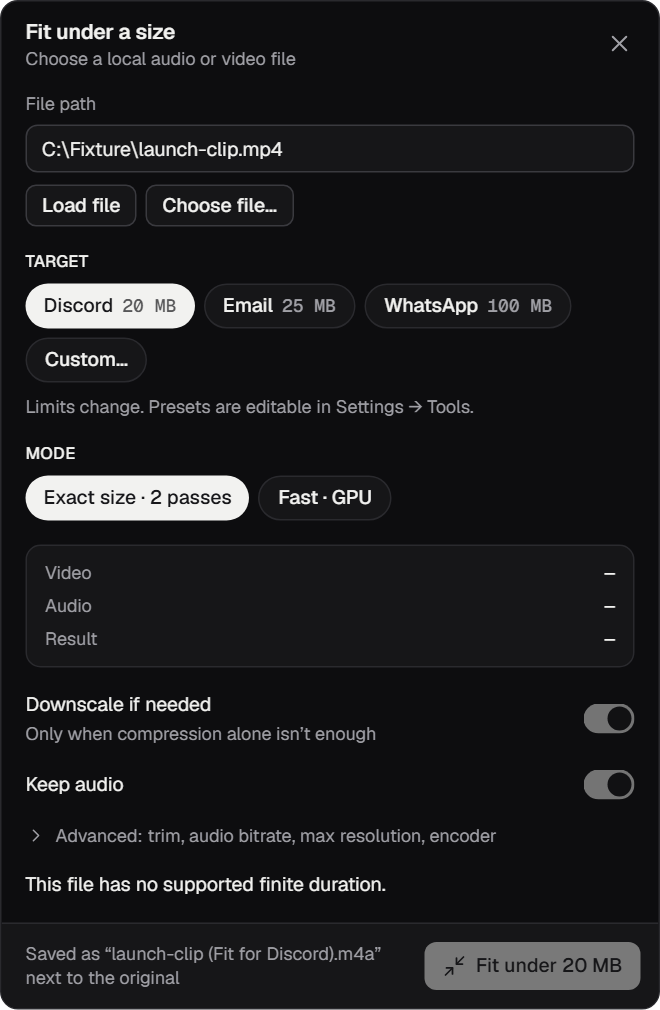 Fit under a size
Choose a local audio or video file
File path
C:\Fixture\launch-clip.mp4
Load file Choose file...
TARGET
Discord 20 MB Email 25 MB WhatsApp 100 MB
Custom...
Limits change. Presets are editable in Settings → Tools.
MODE
Exact size · 2 passes Fast · GPU
Video –
Audio –
Result –
Downscale if needed
Only when compression alone isn’t enough
Keep audio
Advanced: trim, audio bitrate, max resolution, encoder
This file has no supported finite duration.
Saved as “launch-clip (Fit for Discord).m4a”
next to the original
Fit under 20 MB